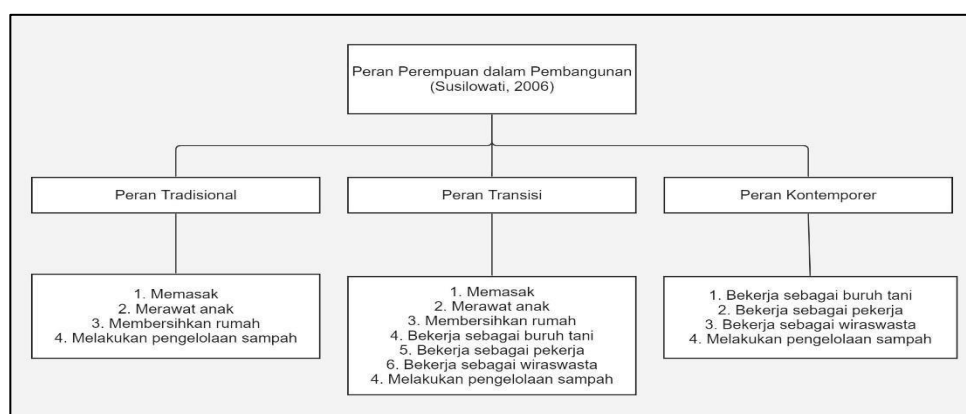 Peran Perempuan dalam Pembangunan
(Susilowati, 2006)
Peran Tradisional
Peran Transisi
Peran Kontemporer
1. Memasak
2. Merawat anak
3. Membersihkan rumah
4. Melakukan pengelolaan sampah
1. Memasak
2. Merawat anak
3. Membersihkan rumah
4. Bekerja sebagai buruh tani
5. Bekerja sebagai pekerja
6. Bekerja sebagai wiraswasta
4. Melakukan pengelolaan sampah
1. Bekerja sebagai buruh tani
2. Bekerja sebagai pekerja
3. Bekerja sebagai wiraswasta
4. Melakukan pengelolaan sampah